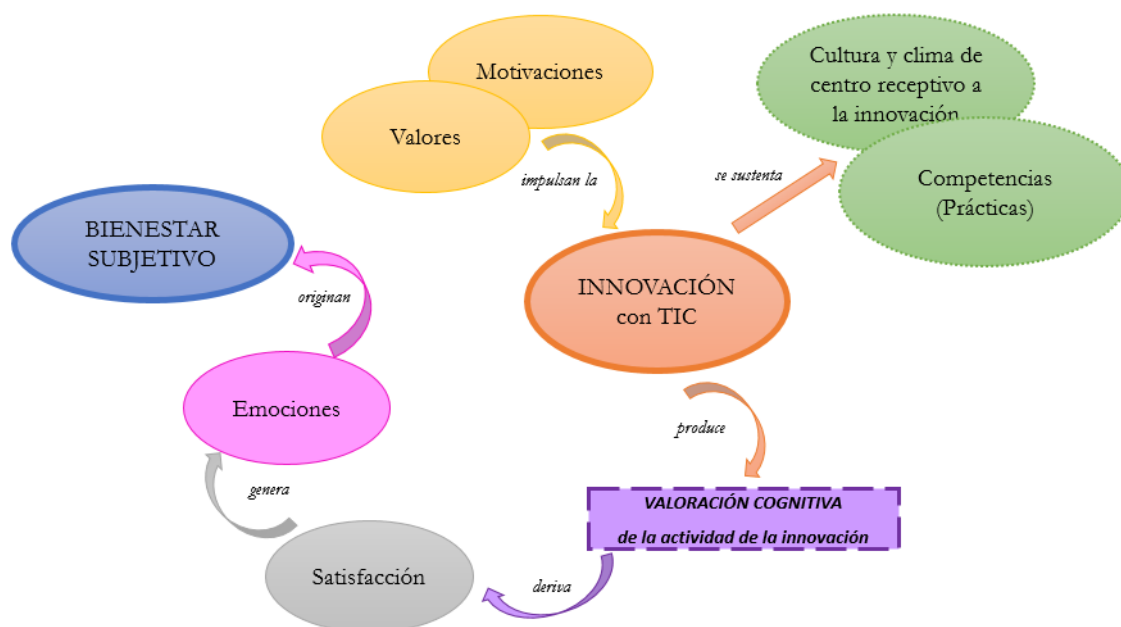 Motivaciones
Valores
impulsan la
Cultura y clima de
centro receptivo a
la innovación
Competencias
(Prácticas)
se sustenta
INNOVACIÓN
con TIC
produce
VALORACIÓN COGNITIVA
de la actividad de la innovación
deriva
Satisfacción
genera
Emociones
originan
BIENESTAR
SUBJETIVO